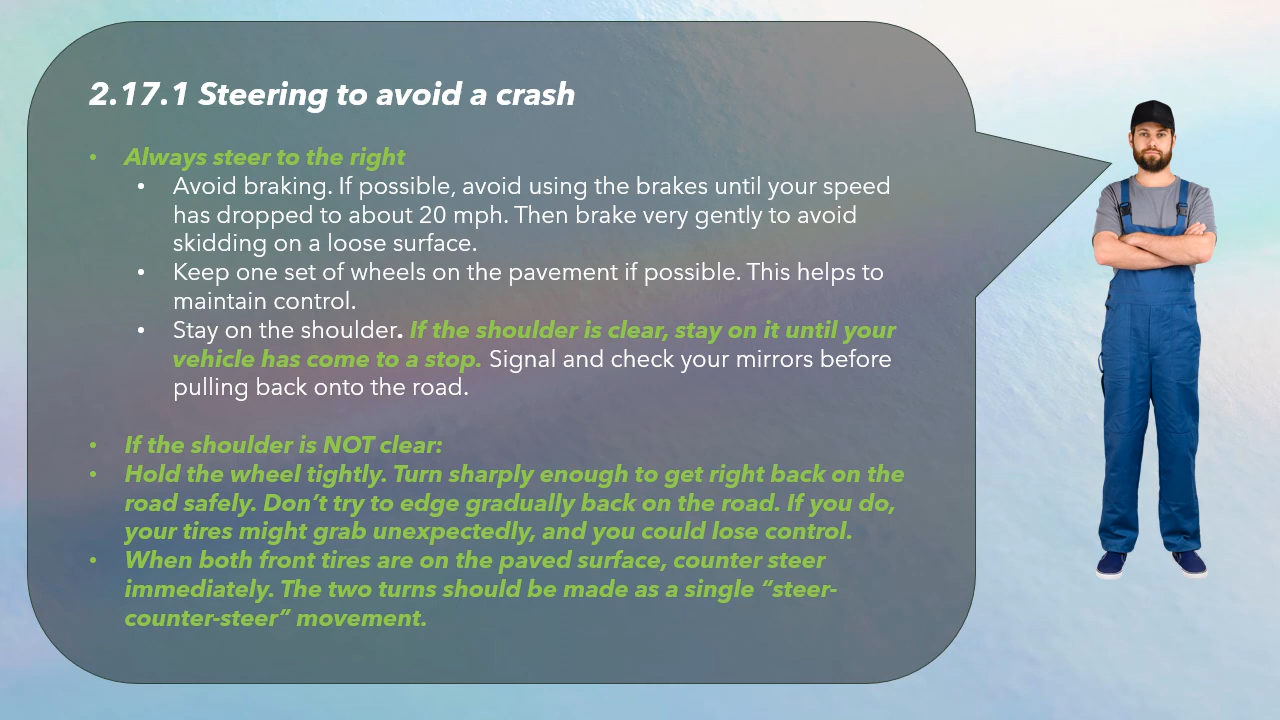 2.17.1 Steering to avoid a crash
• Always steer to the right
• Avoid braking. If possible, avoid using the brakes until your speed
has dropped to about 20 mph. Then brake very gently to avoid
skidding on a loose surface.
• Keep one set of wheels on the pavement if possible. This helps to
maintain control.
• Stay on the shoulder. If the shoulder is clear, stay on it until your
vehicle has come to a stop. Signal and check your mirrors before
pulling back onto the road.
• If the shoulder is NOT clear:
• Hold the wheel tightly. Turn sharply enough to get right back on the
road safely. Don’t try to edge gradually back on the road. If you do,
your tires might grab unexpectedly, and you could lose control.
• When both front tires are on the paved surface, counter steer
immediately. The two turns should be made as a single “steer-
counter-steer” movement.